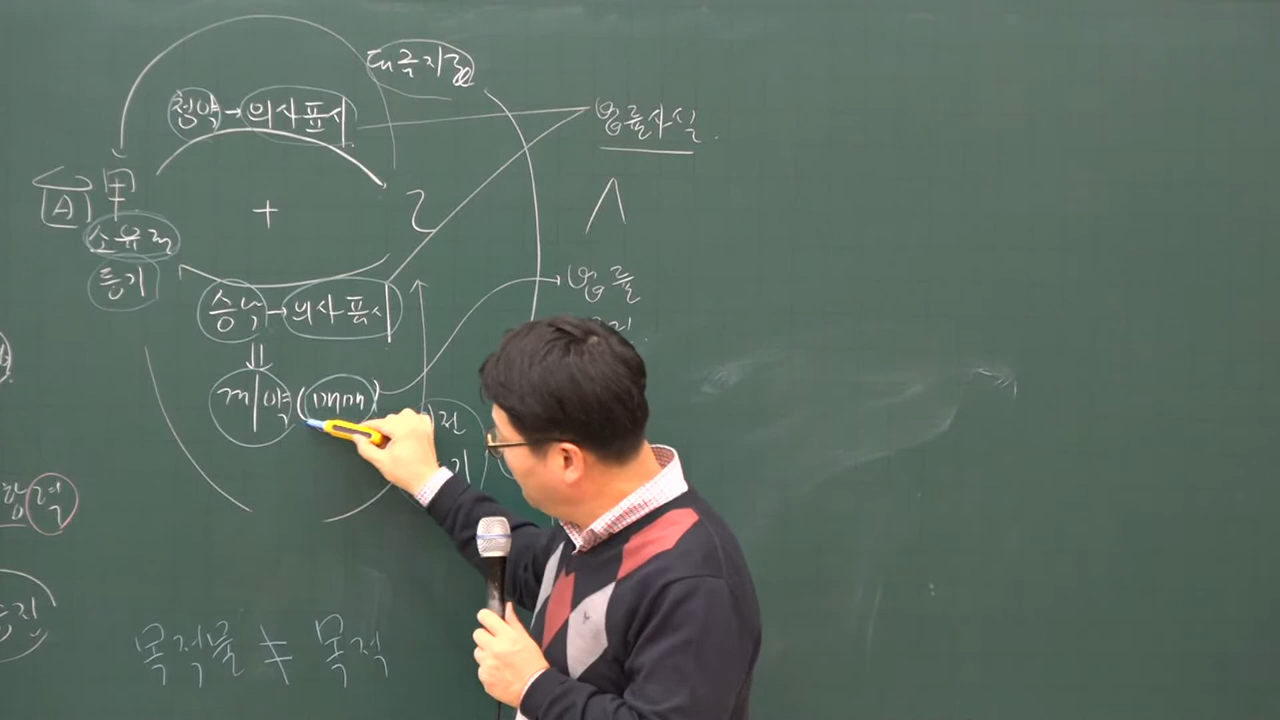 대금지급
청약→의사표시
법률사실.
A 甲
+
乙
∧
소유권
등기
승낙→의사표시
법률
⇓
계약(매매)
전
기
목적물 ≠ 목적